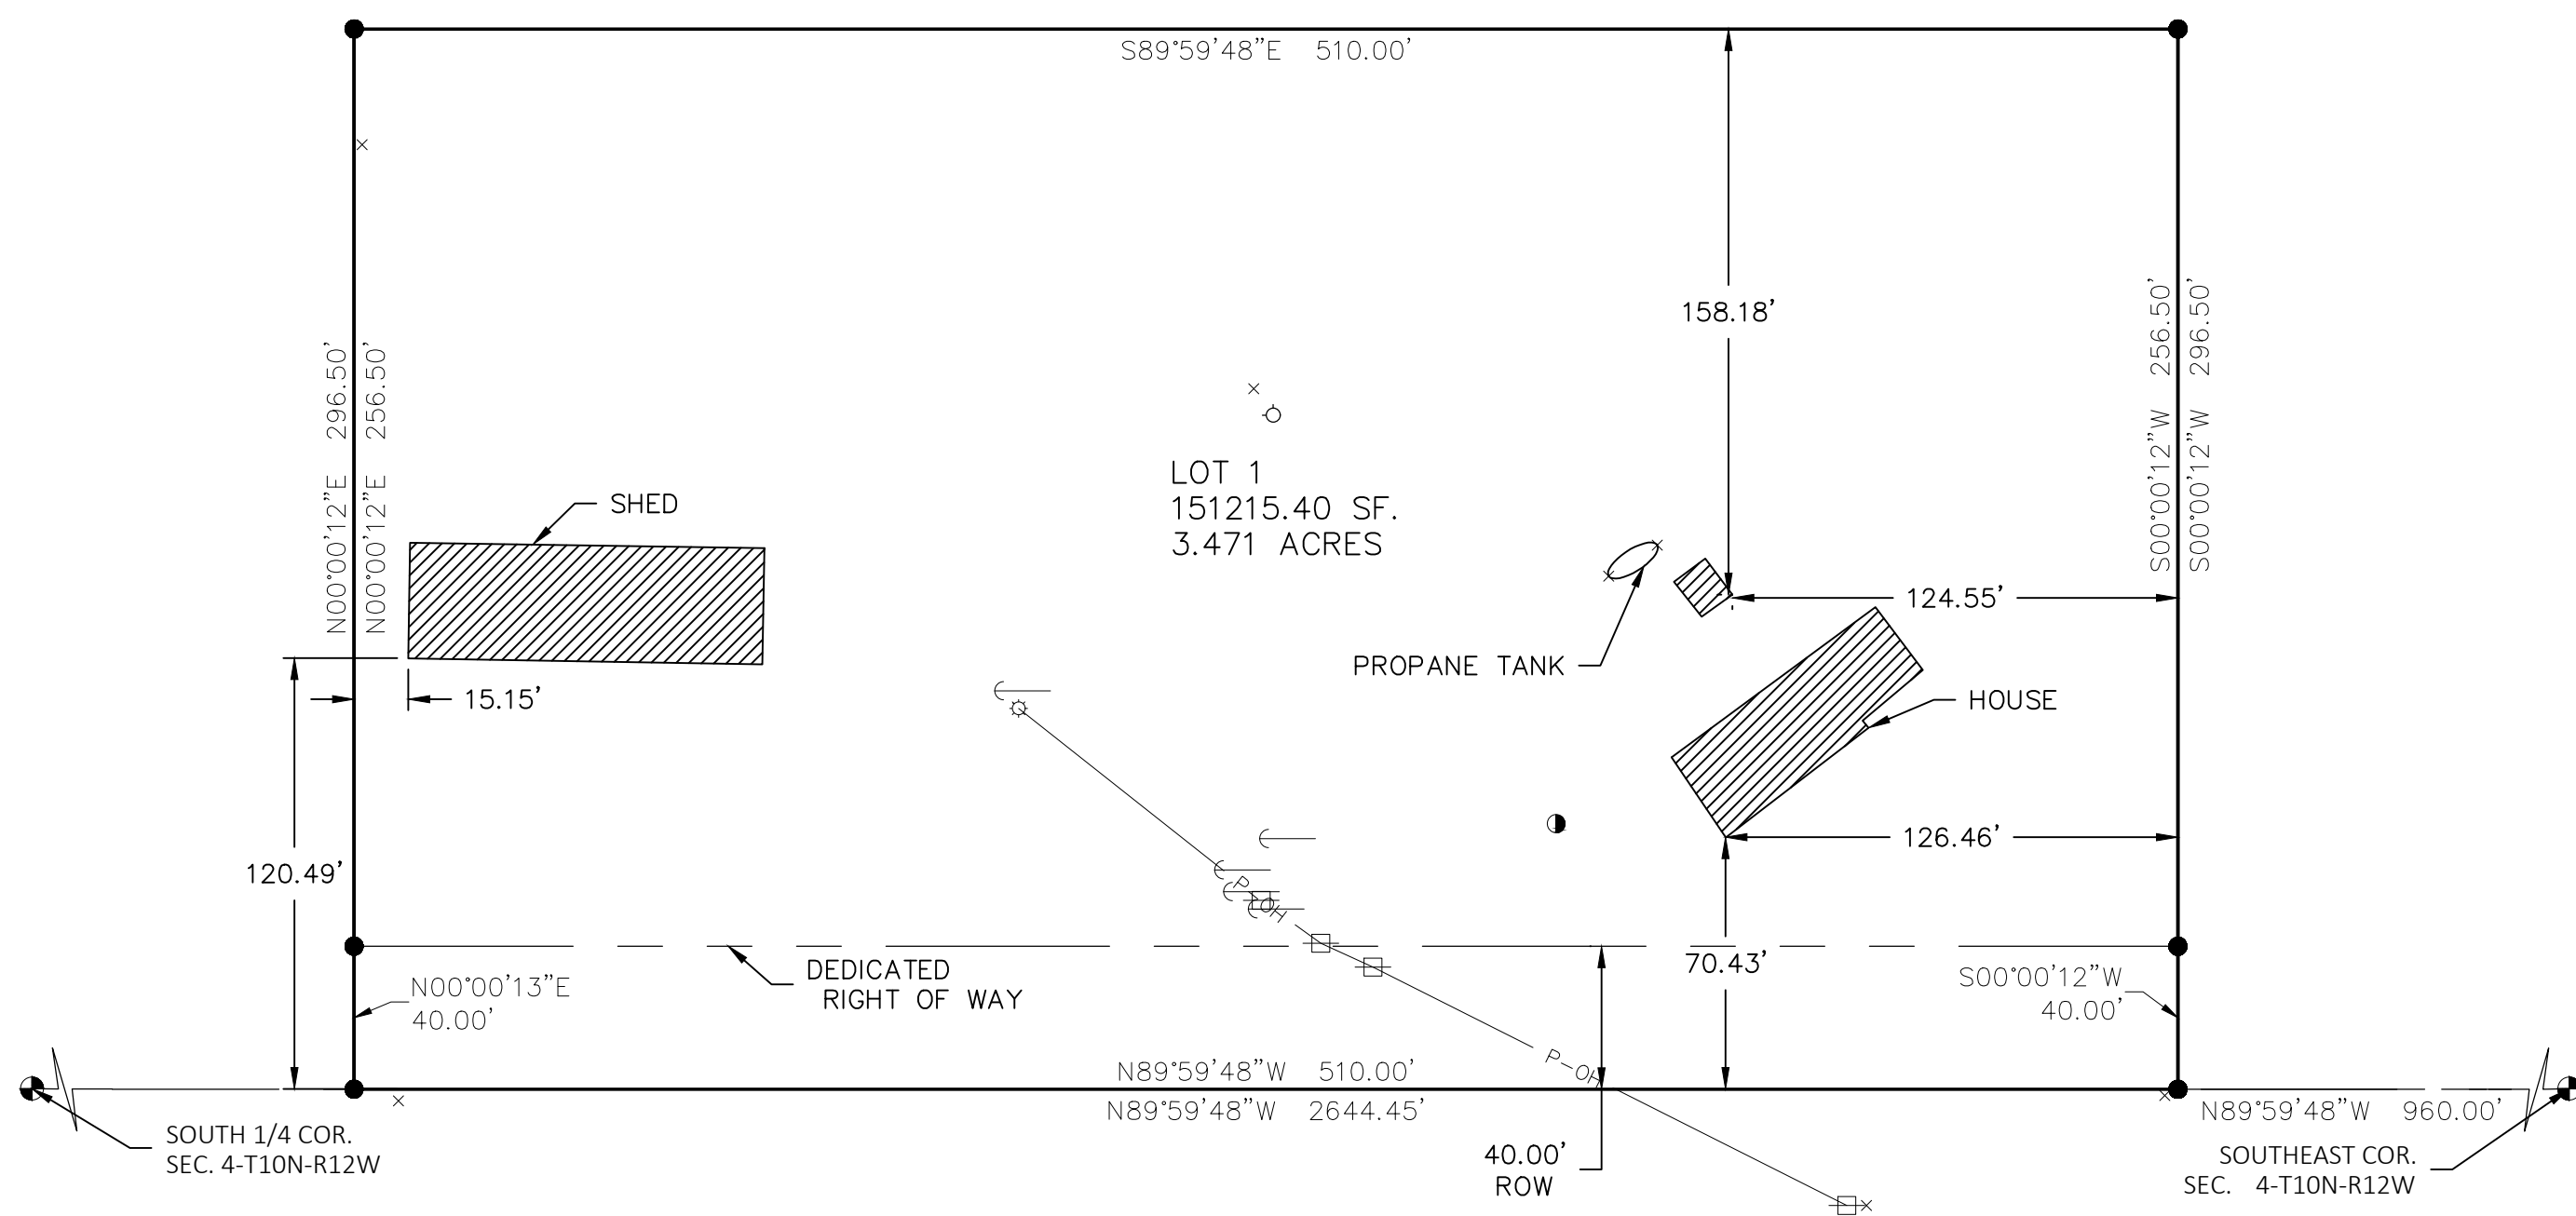 S89°59'48"E 510.00'
158.18'
N00°00'12"E 296.50'
N00°00'12"E 256.50'
S00°00'12"W 256.50'
S00°00'12"W 296.50'
LOT 1
151215.40 SF.
3.471 ACRES
SHED
124.55'
PROPANE TANK
15.15'
HOUSE
126.46'
120.49'
P-OH
70.43'
DEDICATED
RIGHT OF WAY
N00°00'13"E
40.00'
S00°00'12"W
40.00'
P-OH
N89°59'48"W 510.00'
N89°59'48"W 2644.45'
N89°59'48"W 960.00'
SOUTH 1/4 COR.
SEC. 4-T10N-R12W
40.00'
ROW
SOUTHEAST COR.
SEC. 4-T10N-R12W